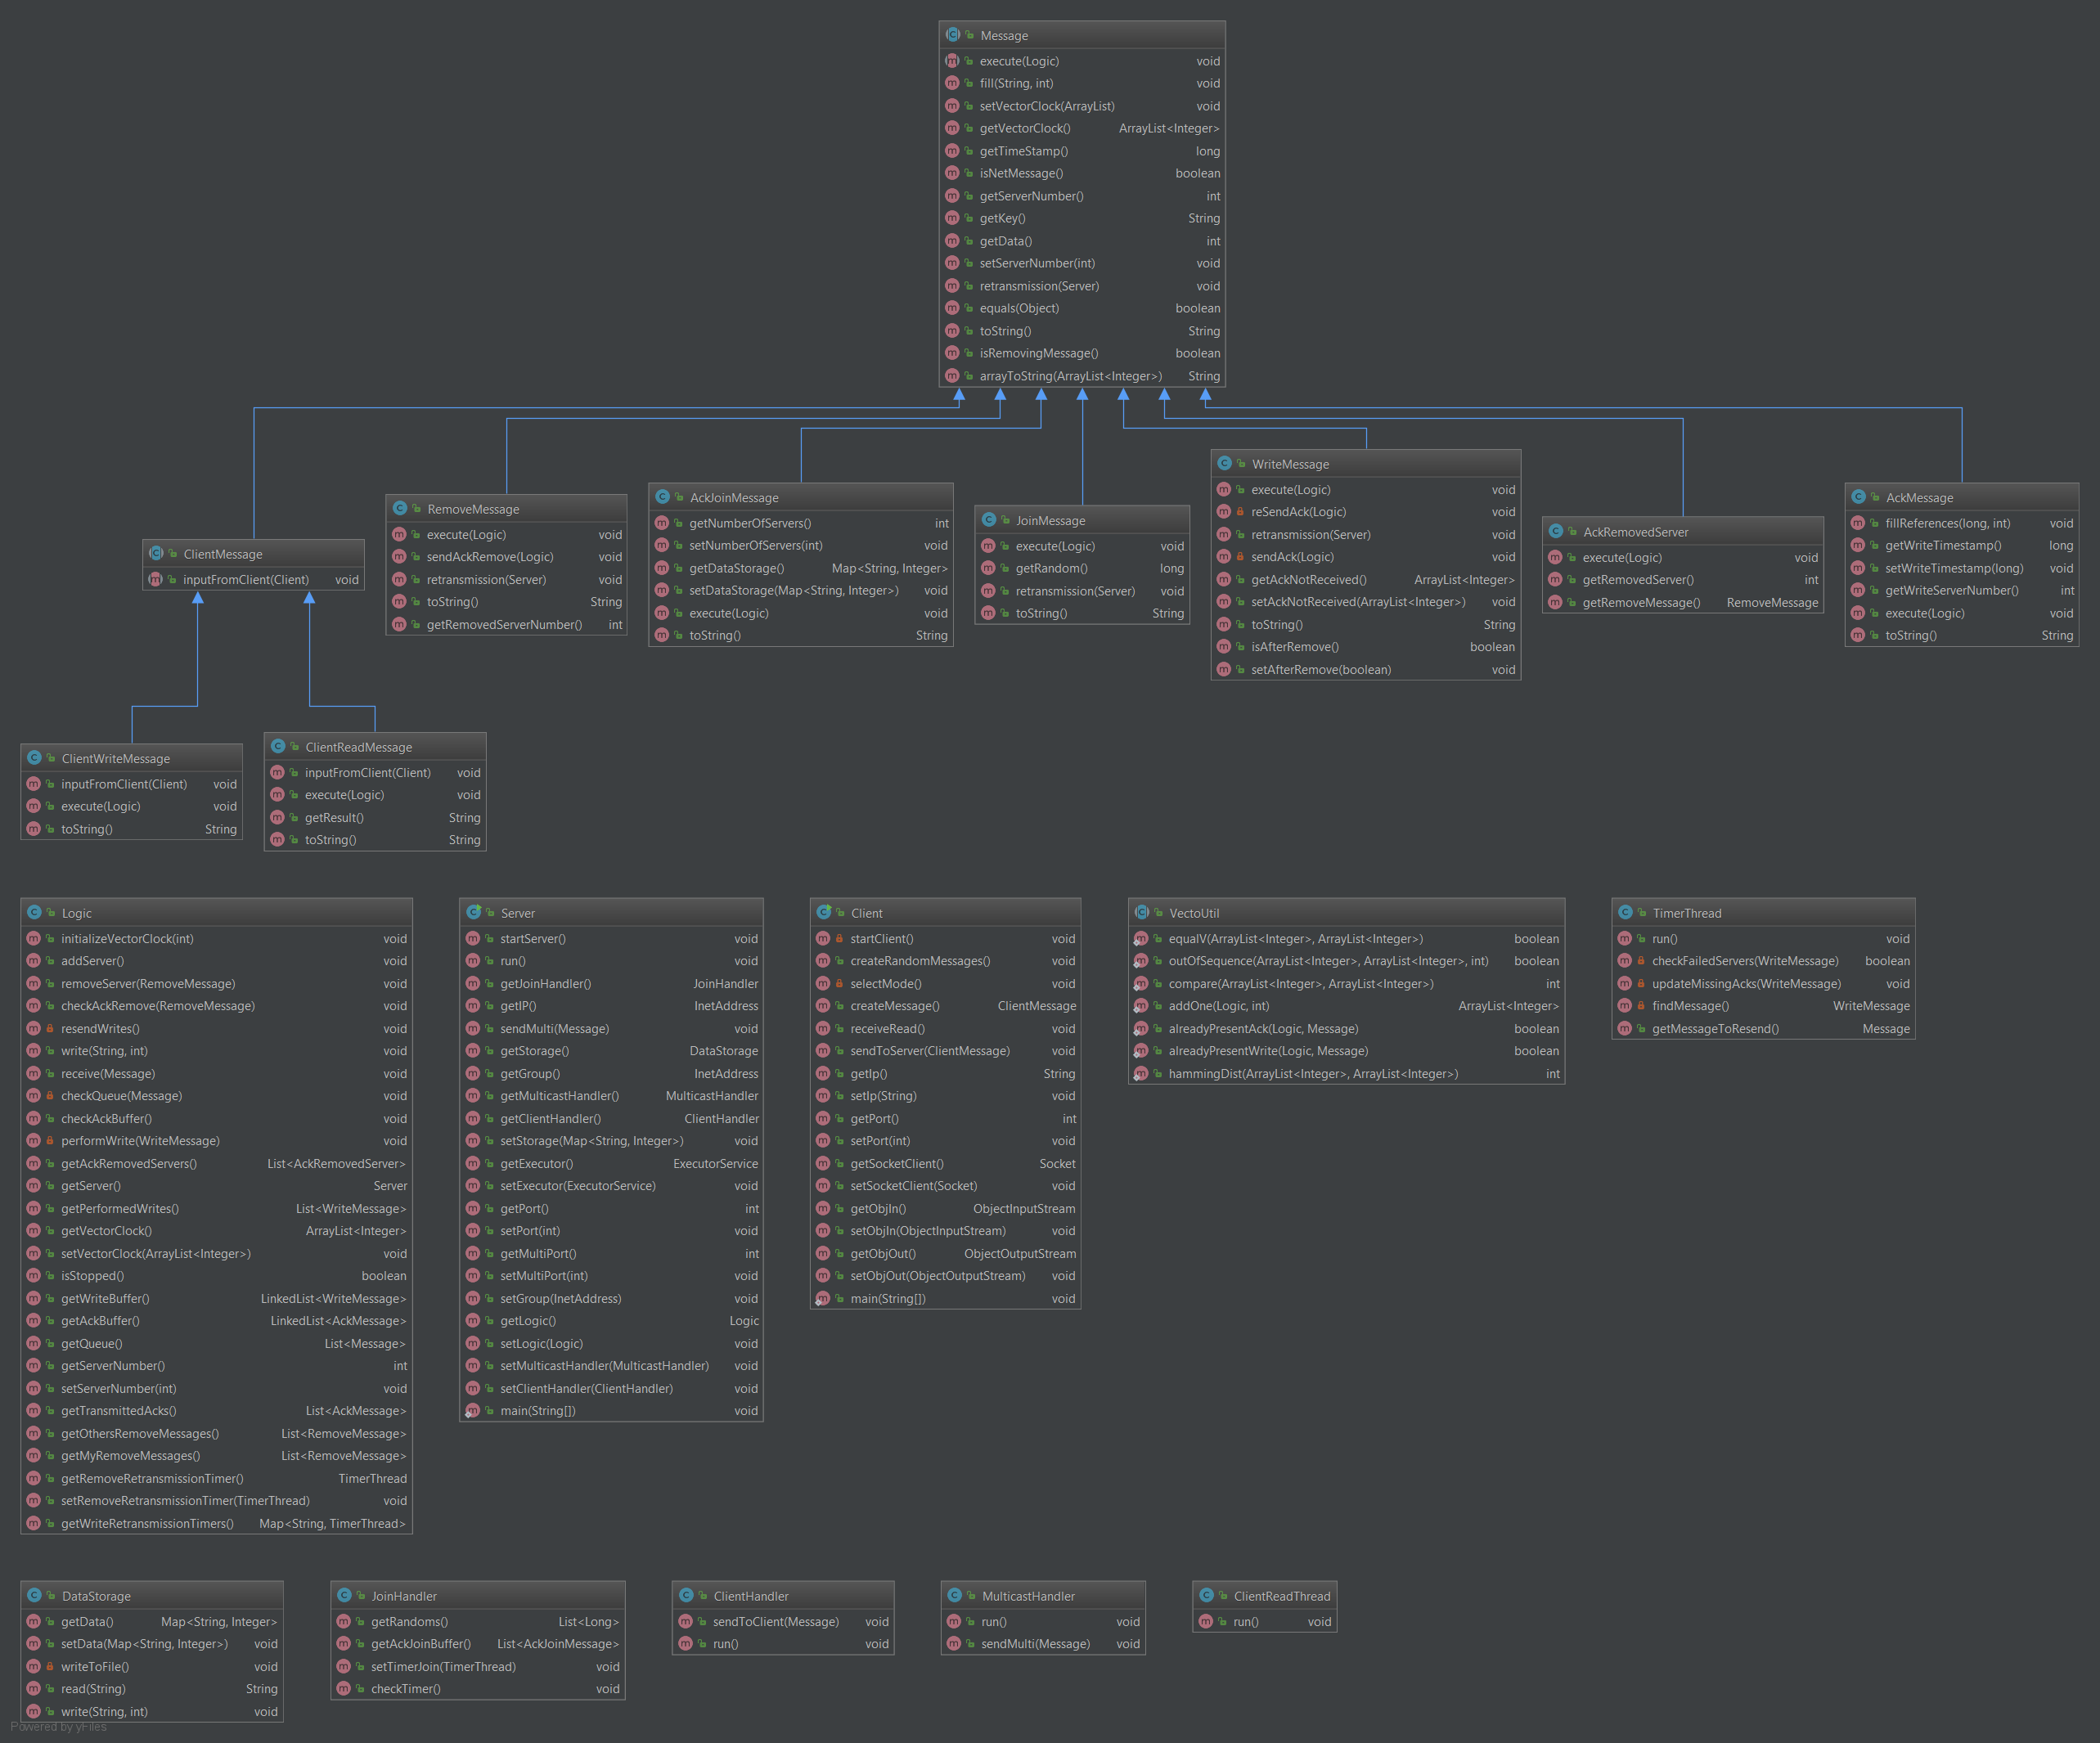 Message
execute(Logic) void
fill(String, int) void
setVectorClock(ArrayList) void
getVectorClock() ArrayList<Integer>
getTimeStamp() long
isNetMessage() boolean
getServerNumber() int
getKey() String
getData() int
setServerNumber(int) void
retransmission(Server) void
equals(Object) boolean
toString() String
isRemovingMessage() boolean
arrayToString(ArrayList<Integer>) String
ClientMessage
inputFromClient(Client) void
RemoveMessage
execute(Logic) void
sendAckRemove(Logic) void
retransmission(Server) void
toString() String
getRemovedServerNumber() int
AckJoinMessage
getNumberOfServers() int
setNumberOfServers(int) void
getDataStorage() Map<String, Integer>
setDataStorage(Map<String, Integer>) void
execute(Logic) void
toString() String
JoinMessage
execute(Logic) void
getRandom() long
retransmission(Server) void
toString() String
WriteMessage
execute(Logic) void
reSendAck(Logic) void
retransmission(Server) void
sendAck(Logic) void
getAckNotReceived() ArrayList<Integer>
setAckNotReceived(ArrayList<Integer>) void
toString() String
isAfterRemove() boolean
setAfterRemove(boolean) void
AckRemovedServer
execute(Logic) void
getRemovedServer() int
getRemoveMessage() RemoveMessage
AckMessage
fillReferences(long, int) void
getWriteTimestamp() long
setWriteTimestamp(long) void
getWriteServerNumber() int
execute(Logic) void
toString() String
ClientWriteMessage
inputFromClient(Client) void
execute(Logic) void
toString() String
ClientReadMessage
inputFromClient(Client) void
execute(Logic) void
getResult() String
toString() String
Logic
initializeVectorClock(int) void
addServer() void
removeServer(RemoveMessage) void
checkAckRemove(RemoveMessage) void
resendWrites() void
write(String, int) void
receive(Message) void
checkQueue(Message) void
checkAckBuffer() void
performWrite(WriteMessage) void
getAckRemovedServers() List<AckRemovedServer>
getServer() Server
getPerformedWrites() List<WriteMessage>
getVectorClock() ArrayList<Integer>
setVectorClock(ArrayList<Integer>) void
isStopped() boolean
getWriteBuffer() LinkedList<WriteMessage>
getAckBuffer() LinkedList<AckMessage>
getQueue() List<Message>
getServerNumber() int
setServerNumber(int) void
getTransmittedAcks() List<AckMessage>
getOthersRemoveMessages() List<RemoveMessage>
getMyRemoveMessages() List<RemoveMessage>
getRemoveRetransmissionTimer() TimerThread
setRemoveRetransmissionTimer(TimerThread) void
getWriteRetransmissionTimers() Map<String, TimerThread>
Server
startServer() void
run() void
getJoinHandler() JoinHandler
getIP() InetAddress
sendMulti(Message) void
getStorage() DataStorage
getGroup() InetAddress
getMulticastHandler() MulticastHandler
getClientHandler() ClientHandler
setStorage(Map<String, Integer>) void
getExecutor() ExecutorService
setExecutor(ExecutorService) void
getPort() int
setPort(int) void
getMultiPort() int
setMultiPort(int) void
setGroup(InetAddress) void
getLogic() Logic
setLogic(Logic) void
setMulticastHandler(MulticastHandler) void
setClientHandler(ClientHandler) void
main(String[]) void
Client
startClient() void
createRandomMessages() void
selectMode() void
createMessage() ClientMessage
receiveRead() void
sendToServer(ClientMessage) void
getIp() String
setIp(String) void
getPort() int
setPort(int) void
getSocketClient() Socket
setSocketClient(Socket) void
getObjIn() ObjectInputStream
setObjIn(ObjectInputStream) void
getObjOut() ObjectOutputStream
setObjOut(ObjectOutputStream) void
main(String[]) void
VectoUtil
equalV(ArrayList<Integer>, ArrayList<Integer>) boolean
outOfSequence(ArrayList<Integer>, ArrayList<Integer>, int) boolean
compare(ArrayList<Integer>, ArrayList<Integer>) int
addOne(Logic, int) ArrayList<Integer>
alreadyPresentAck(Logic, Message) boolean
alreadyPresentWrite(Logic, Message) boolean
hammingDist(ArrayList<Integer>, ArrayList<Integer>) int
TimerThread
run() void
checkFailedServers(WriteMessage) boolean
updateMissingAcks(WriteMessage) void
findMessage() WriteMessage
getMessageToResend() Message
DataStorage
getData() Map<String, Integer>
setData(Map<String, Integer>) void
writeToFile() void
read(String) String
write(String, int) void
JoinHandler
getRandoms() List<Long>
getAckJoinBuffer() List<AckJoinMessage>
setTimerJoin(TimerThread) void
checkTimer() void
ClientHandler
sendToClient(Message) void
run() void
MulticastHandler
run() void
sendMulti(Message) void
ClientReadThread
run() void
Powered by yFiles